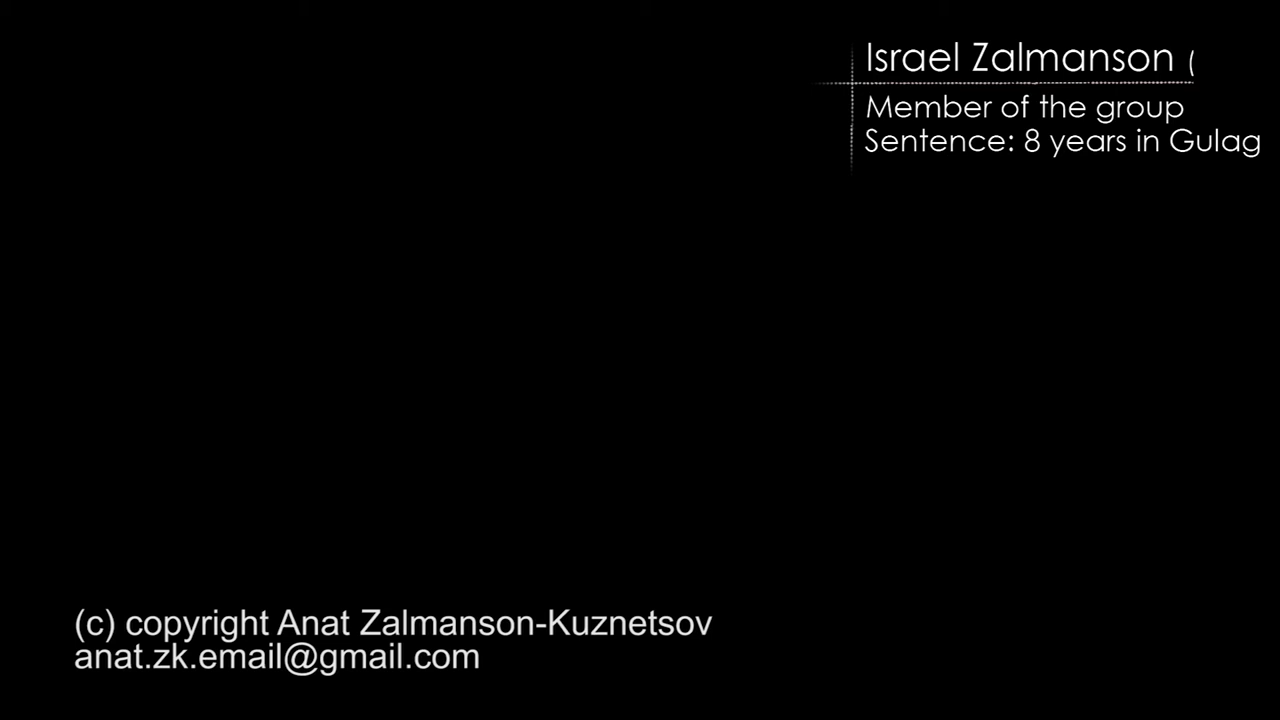 Israel Zalmanson (
Member of the group
Sentence: 8 years in Gulag
(c) copyright Anat Zalmanson-Kuznetsov
anat.zk.email@gmail.com